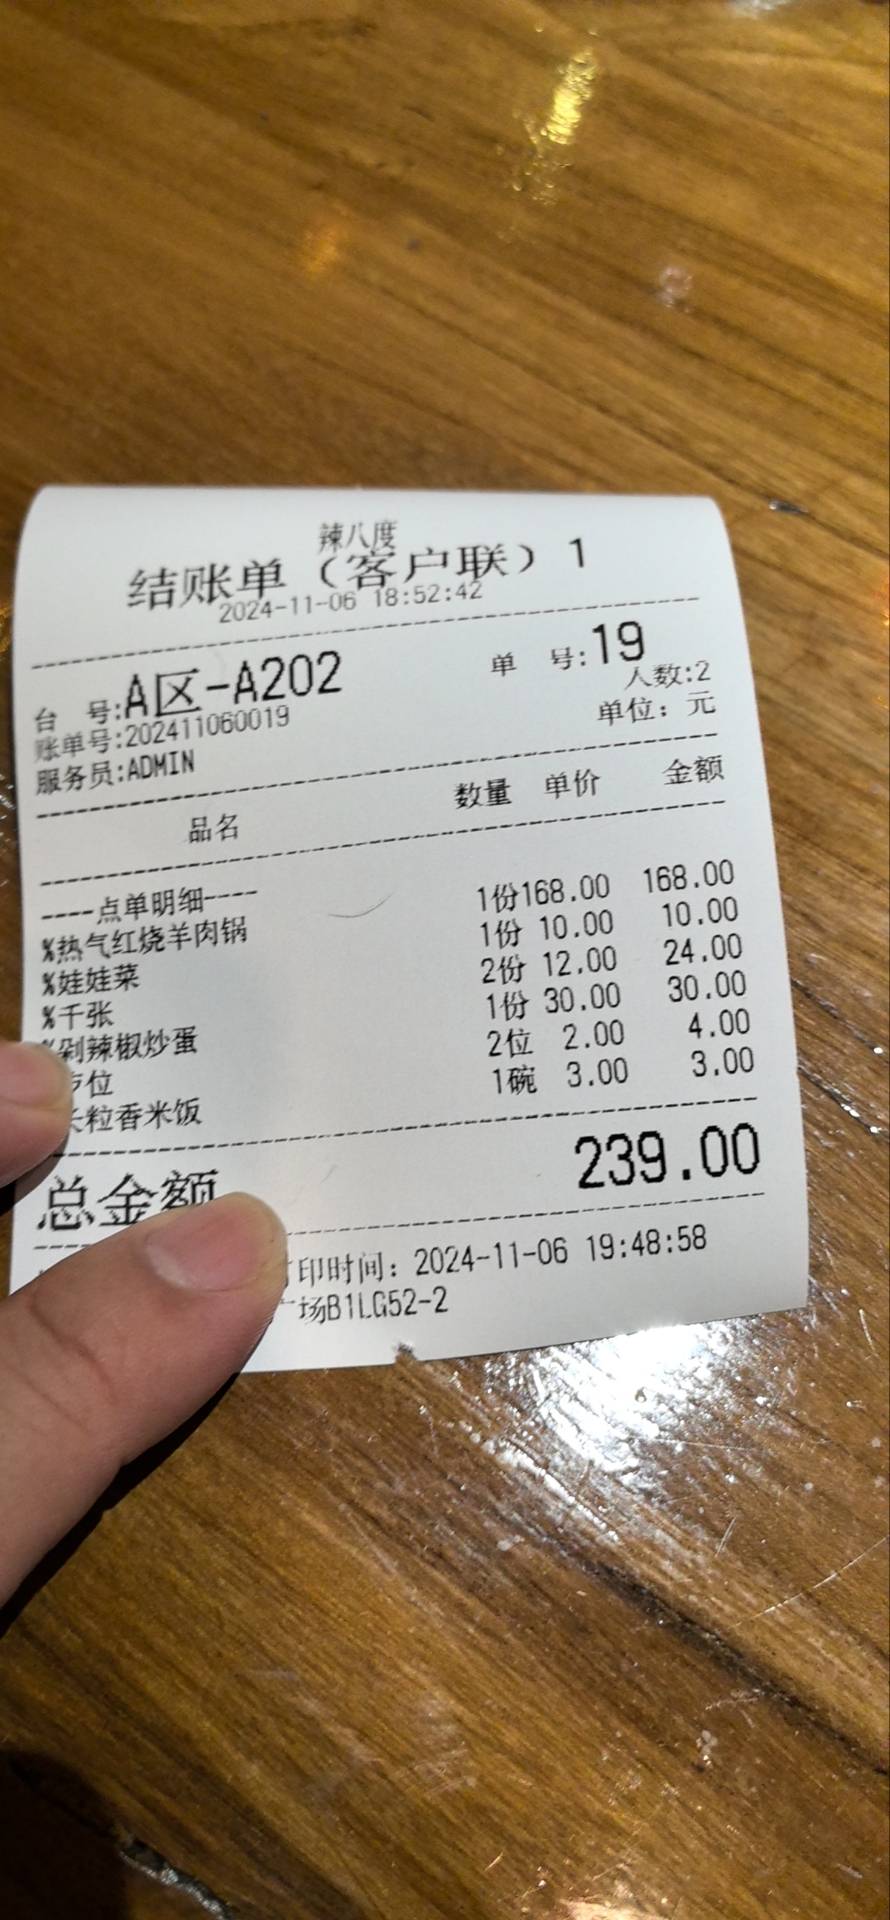 辣八度
结账单（客户联）1
2024-11-06 18:52:42
台 号:A区-A202 单 号:19
账单号:202411060019 人数:2
服务员:ADMIN 单位：元
品名 数量 单价 金额
----点单明细----
%热气红烧羊肉锅 1份 168.00 168.00
%娃娃菜 1份 10.00 10.00
%千张 2份 12.00 24.00
剁辣椒炒蛋 1份 30.00 30.00
位 2位 2.00 4.00
粒香米饭 1碗 3.00 3.00
总金额 239.00
印时间：2024-11-06 19:48:58
场B1LG52-2